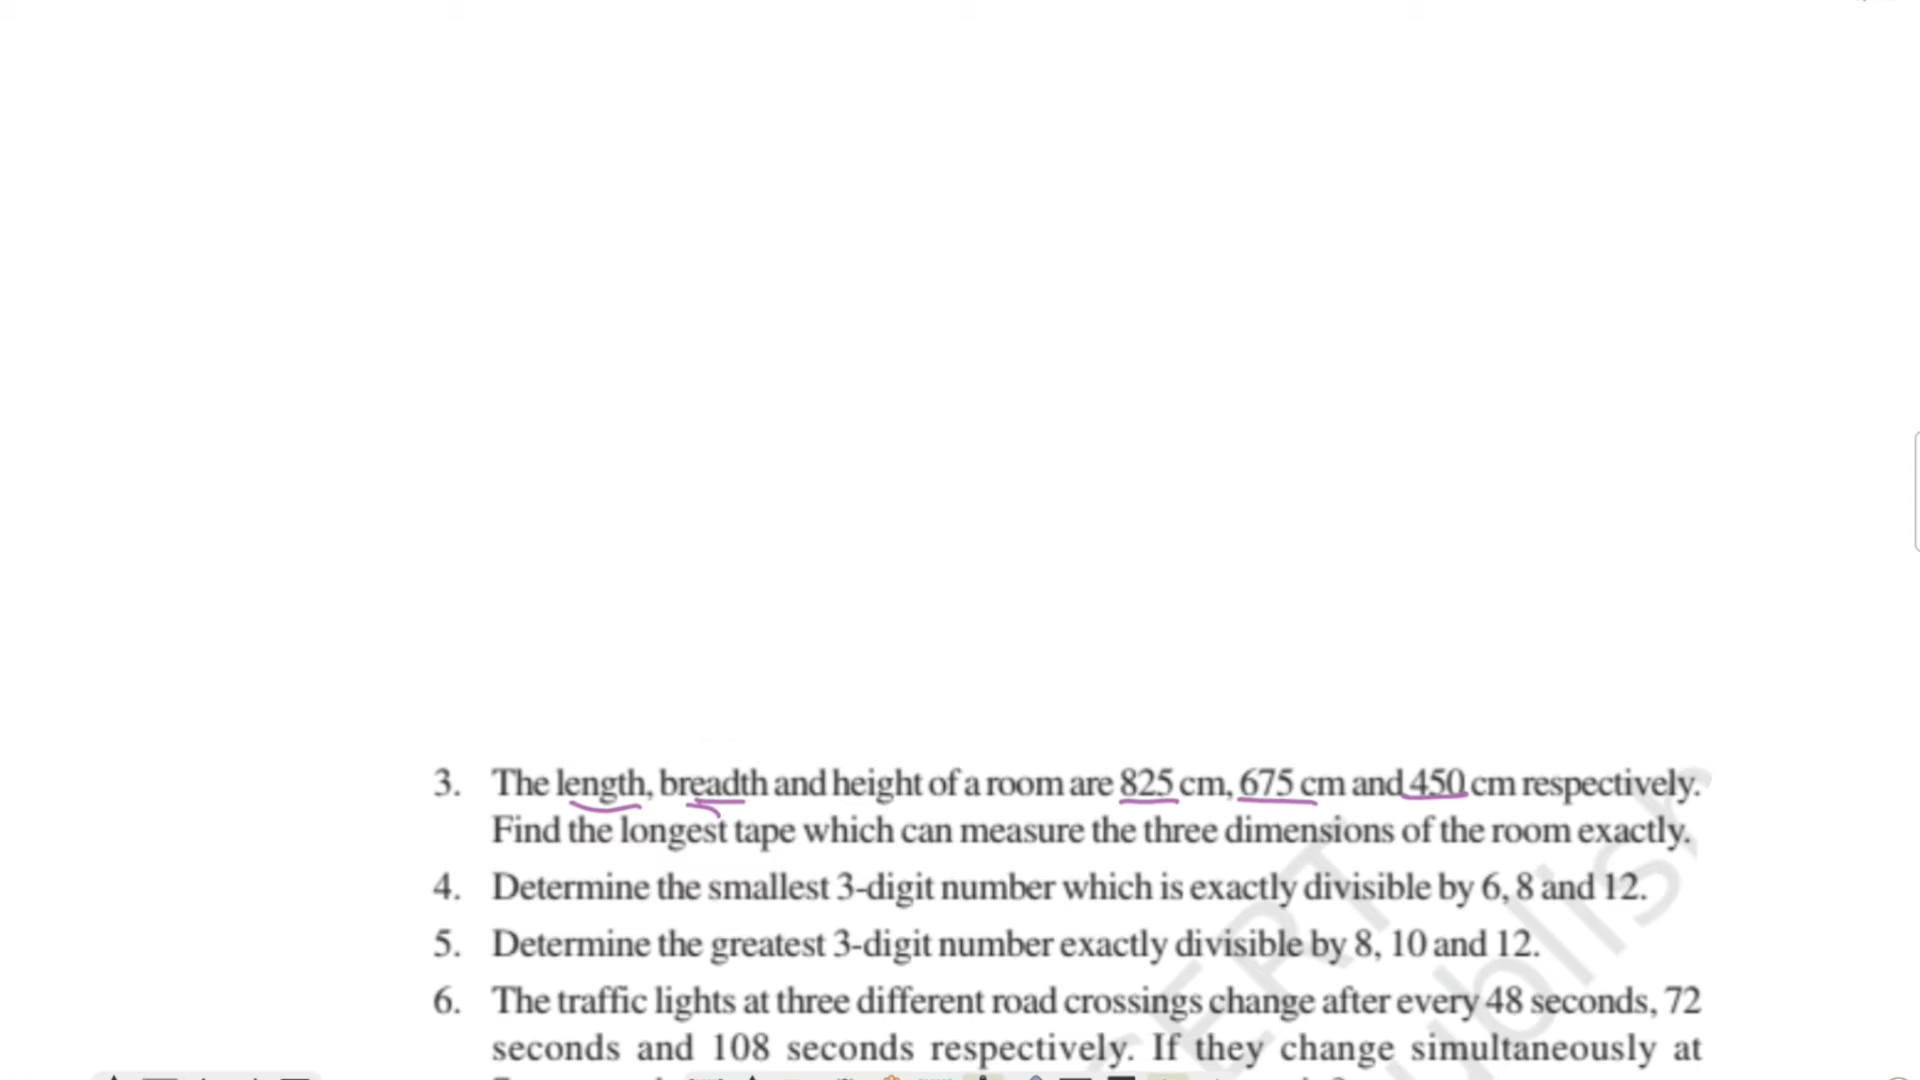 3. The length, breadth and height of a room are 825 cm, 675 cm and 450 cm respectively.
Find the longest tape which can measure the three dimensions of the room exactly.
4. Determine the smallest 3-digit number which is exactly divisible by 6, 8 and 12.
5. Determine the greatest 3-digit number exactly divisible by 8, 10 and 12.
6. The traffic lights at three different road crossings change after every 48 seconds, 72
seconds and 108 seconds respectively. If they change simultaneously at